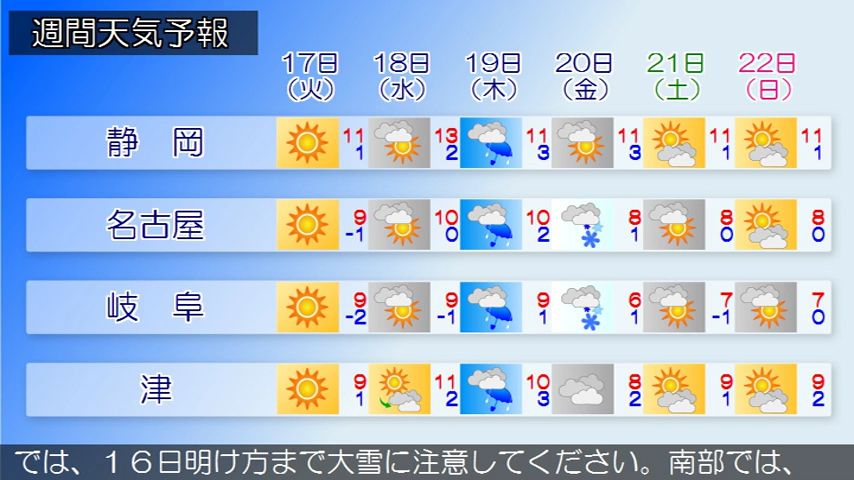 週間天気予報
17日 18日 19日 20日 21日 22日
（火） （水） （木） （金） （土） （日）
静　岡 11 1 13 2 11 3 11 3 11 1 11 1
名古屋 9 -1 10 0 10 2 8 1 8 0 8 0
岐　阜 9 -2 9 -1 9 1 6 1 7 -1 7 0
津 9 1 11 2 10 3 8 2 9 1 9 2
では、１６日明け方まで大雪に注意してください。南部では、